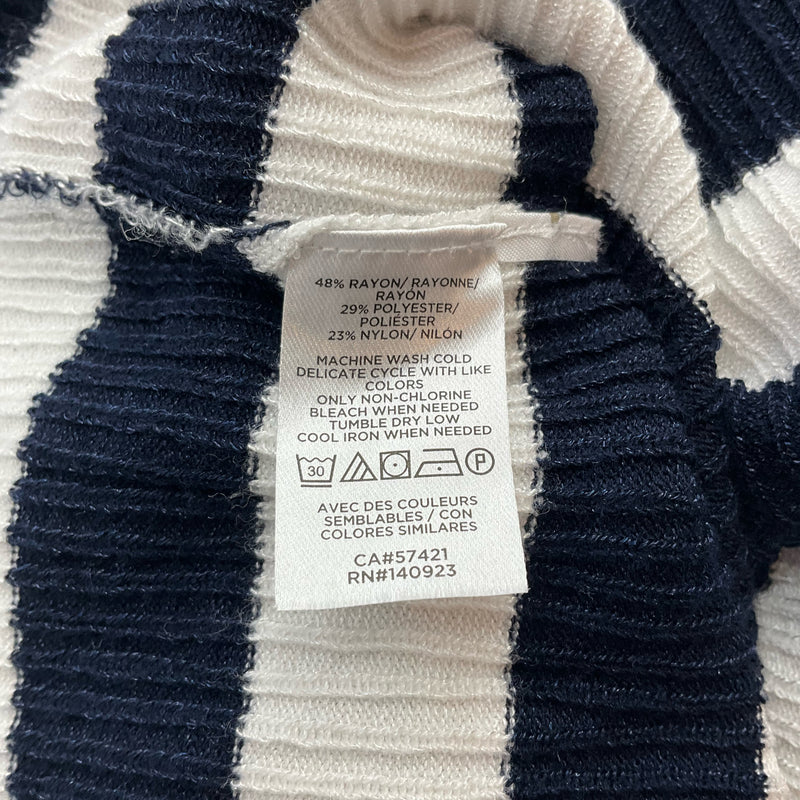 48% RAYON/ RAYONNE/
RAYÓN
29% POLYESTER/
POLIÉSTER
23% NYLON/ NILÓN
MACHINE WASH COLD
DELICATE CYCLE WITH LIKE
COLORS
ONLY NON-CHLORINE
BLEACH WHEN NEEDED
TUMBLE DRY LOW
COOL IRON WHEN NEEDED
30 P
AVEC DES COULEURS
SEMBLABLES / CON
COLORES SIMILARES
CA#57421
RN#140923